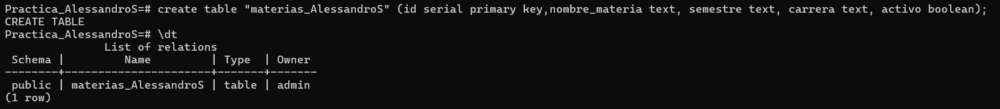 Practica_AlessandroS=# create table "materias_AlessandroS" (id serial primary key,nombre_materia text, semestre text, carrera text, activo boolean);
CREATE TABLE
Practica_AlessandroS=# \dt
               List of relations
 Schema |         Name         | Type  | Owner
--------+----------------------+-------+-------
 public | materias_AlessandroS | table | admin
(1 row)